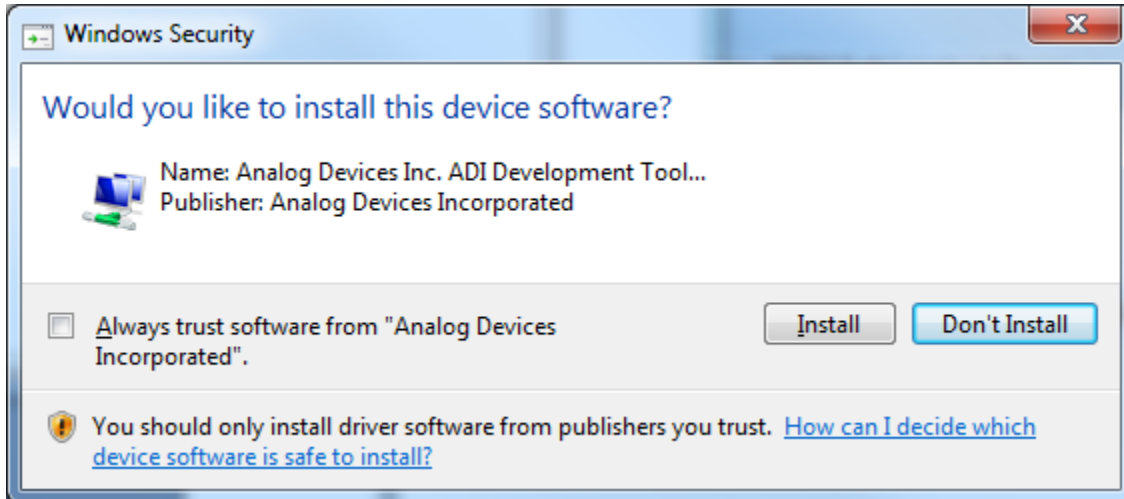 Windows Security
Would you like to install this device software?
Name: Analog Devices Inc. ADI Development Tool...
Publisher: Analog Devices Incorporated
Always trust software from "Analog Devices
Incorporated".
Install
Don't Install
You should only install driver software from publishers you trust. How can I decide which
device software is safe to install?